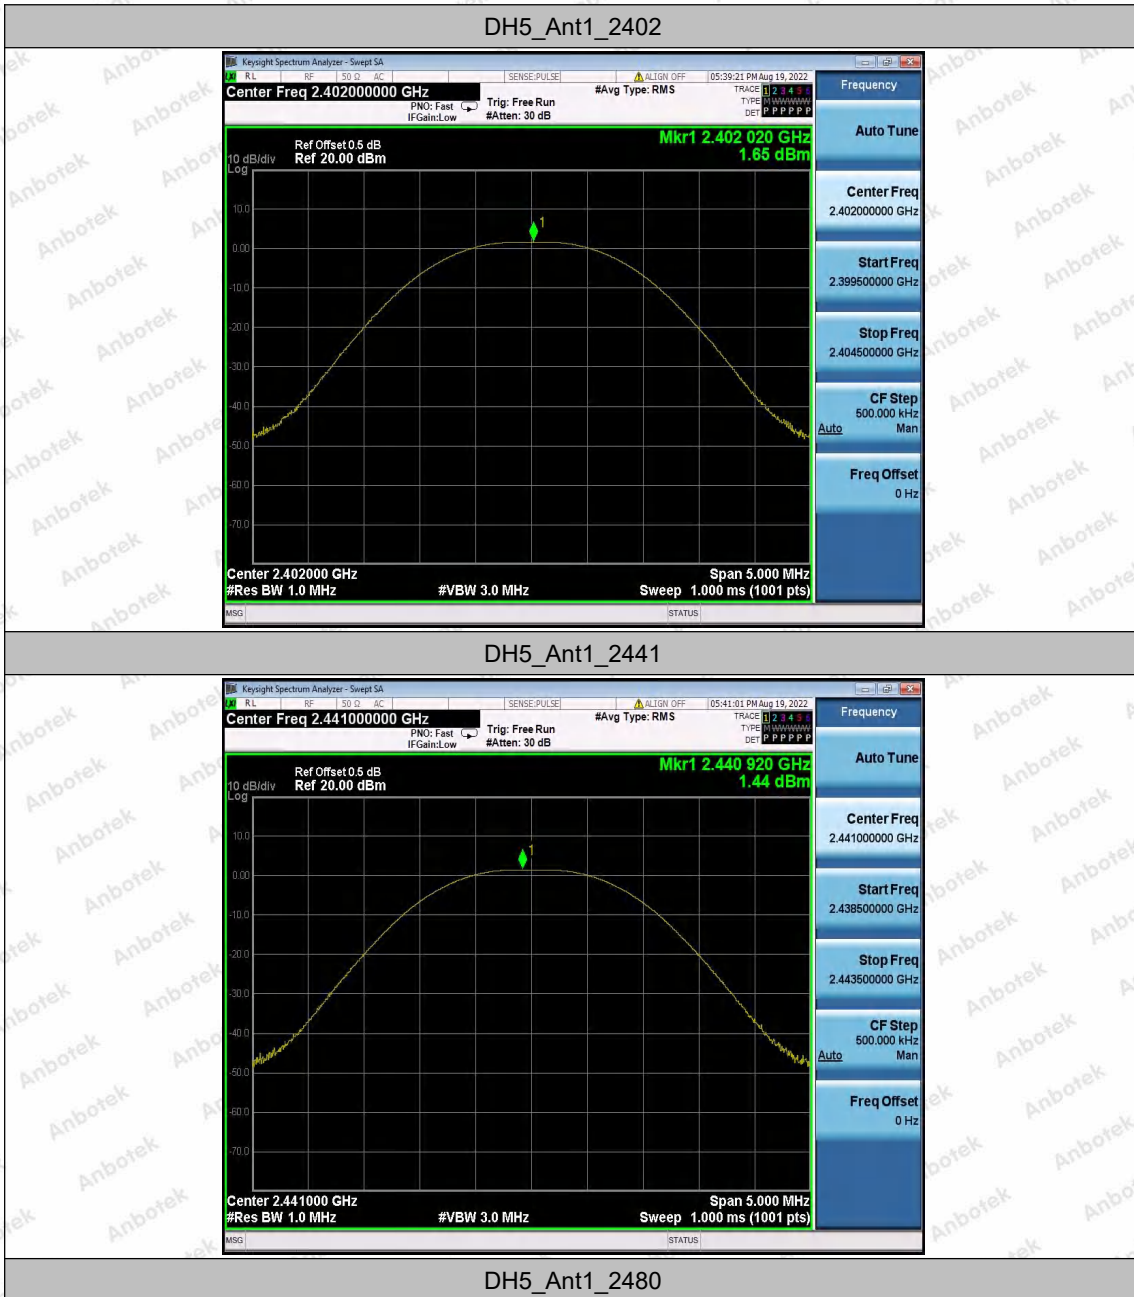 DH5_Ant1_2402
Keysight Spectrum Analyzer - Swept SA
LXI RL RF 50 Ω AC SENSE:PULSE ALIGN OFF 05:39:21 PM Aug 19, 2022
Center Freq 2.402000000 GHz
PNO: Fast
IFGain:Low
Trig: Free Run
#Atten: 30 dB
#Avg Type: RMS
TRACE 1 2 3 4 5 6
TYPE M WWWWW
DET P P P P P P
Mkr1 2.402 020 GHz
1.65 dBm
Ref Offset 0.5 dB
10 dB/div Ref 20.00 dBm
Log
1
10.0
0.00
-10.0
-20.0
-30.0
-40.0
-50.0
-60.0
-70.0
Center 2.402000 GHz Span 5.000 MHz
#Res BW 1.0 MHz #VBW 3.0 MHz Sweep 1.000 ms (1001 pts)
MSG STATUS
Frequency
Auto Tune
Center Freq
2.402000000 GHz
Start Freq
2.399500000 GHz
Stop Freq
2.404500000 GHz
CF Step
500.000 kHz
Auto Man
Freq Offset
0 Hz
DH5_Ant1_2441
Keysight Spectrum Analyzer - Swept SA
LXI RL RF 50 Ω AC SENSE:PULSE ALIGN OFF 05:41:01 PM Aug 19, 2022
Center Freq 2.441000000 GHz
PNO: Fast
IFGain:Low
Trig: Free Run
#Atten: 30 dB
#Avg Type: RMS
TRACE 1 2 3 4 5 6
TYPE M WWWWW
DET P P P P P P
Mkr1 2.440 920 GHz
1.44 dBm
Ref Offset 0.5 dB
10 dB/div Ref 20.00 dBm
Log
1
10.0
0.00
-10.0
-20.0
-30.0
-40.0
-50.0
-60.0
-70.0
Center 2.441000 GHz Span 5.000 MHz
#Res BW 1.0 MHz #VBW 3.0 MHz Sweep 1.000 ms (1001 pts)
MSG STATUS
Frequency
Auto Tune
Center Freq
2.441000000 GHz
Start Freq
2.438500000 GHz
Stop Freq
2.443500000 GHz
CF Step
500.000 kHz
Auto Man
Freq Offset
0 Hz
DH5_Ant1_2480
Anbotek